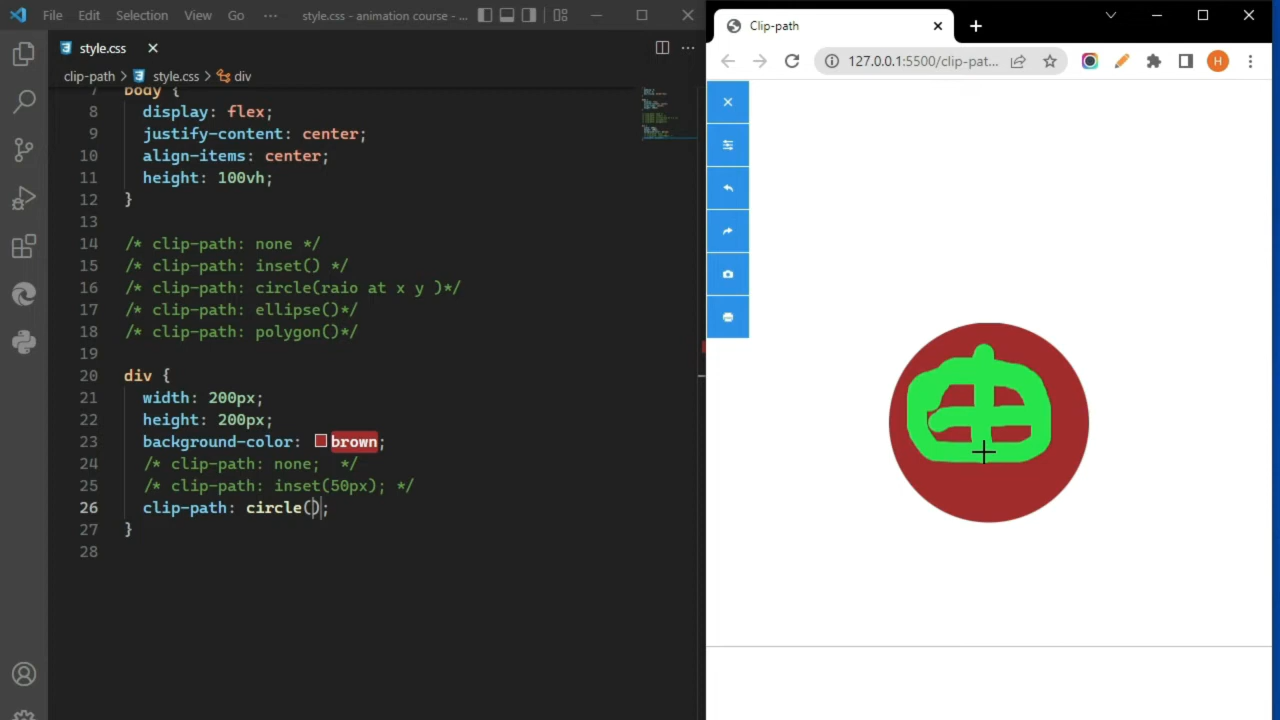 File Edit Selection View Go ··· style.css - animation course - ...
style.css
clip-path > style.css > div
7 body {
8 display: flex;
9 justify-content: center;
10 align-items: center;
11 height: 100vh;
12 }
13
14 /* clip-path: none */
15 /* clip-path: inset() */
16 /* clip-path: circle(raio at x y )*/
17 /* clip-path: ellipse()*/
18 /* clip-path: polygon()*/
19
20 div {
21 width: 200px;
22 height: 200px;
23 background-color: brown;
24 /* clip-path: none;  */
25 /* clip-path: inset(50px); */
26 clip-path: circle();
27 }
28
Clip-path
127.0.0.1:5500/clip-pat...
H